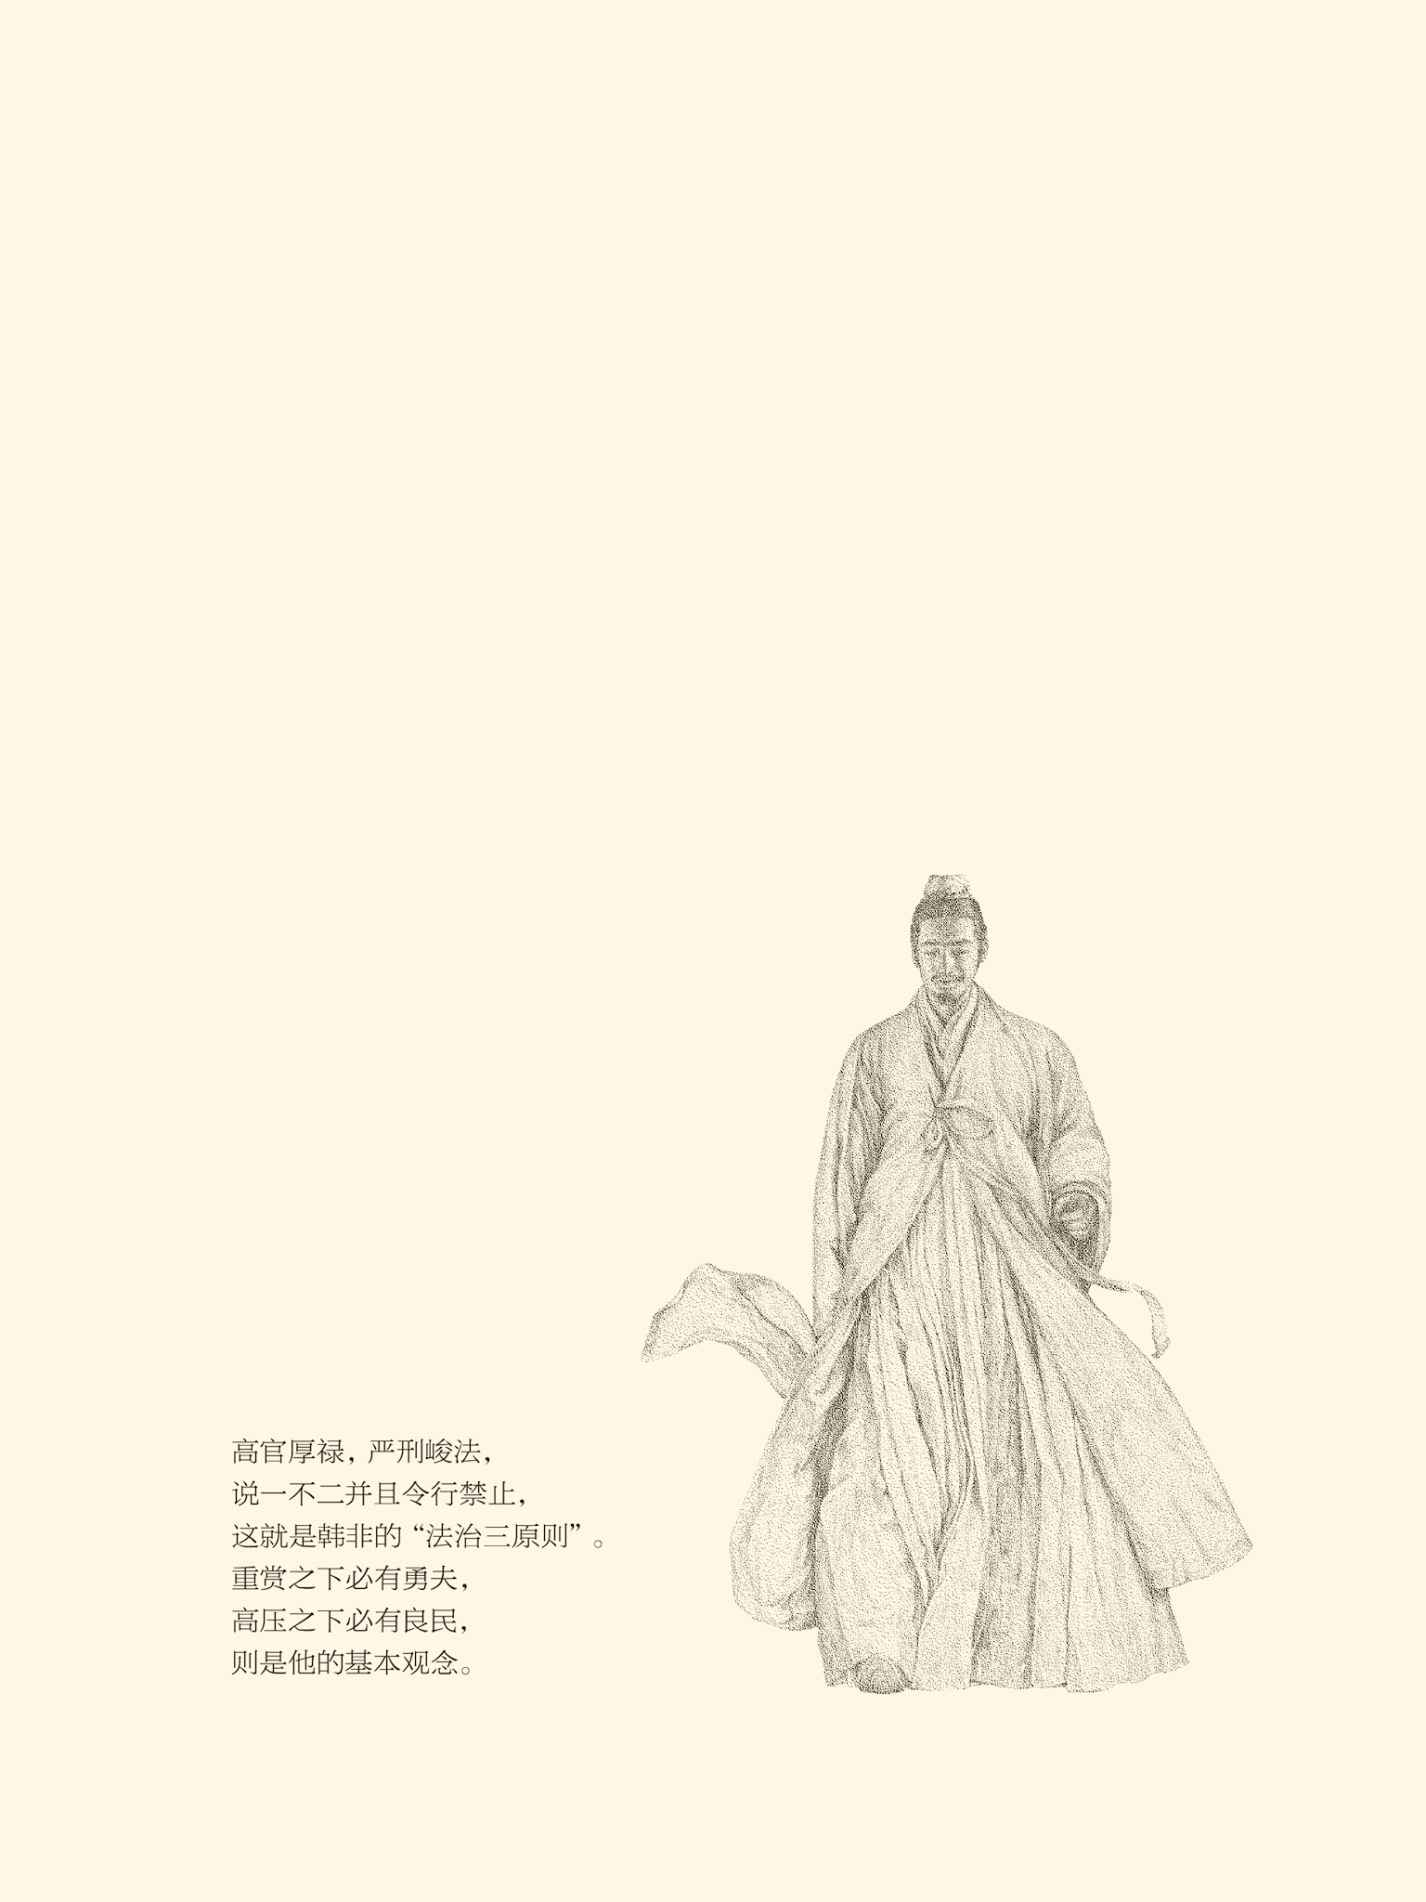 高官厚禄，严刑峻法，
说一不二并且令行禁止，
这就是韩非的“法治三原则”。
重赏之下必有勇夫，
高压之下必有良民，
则是他的基本观念。